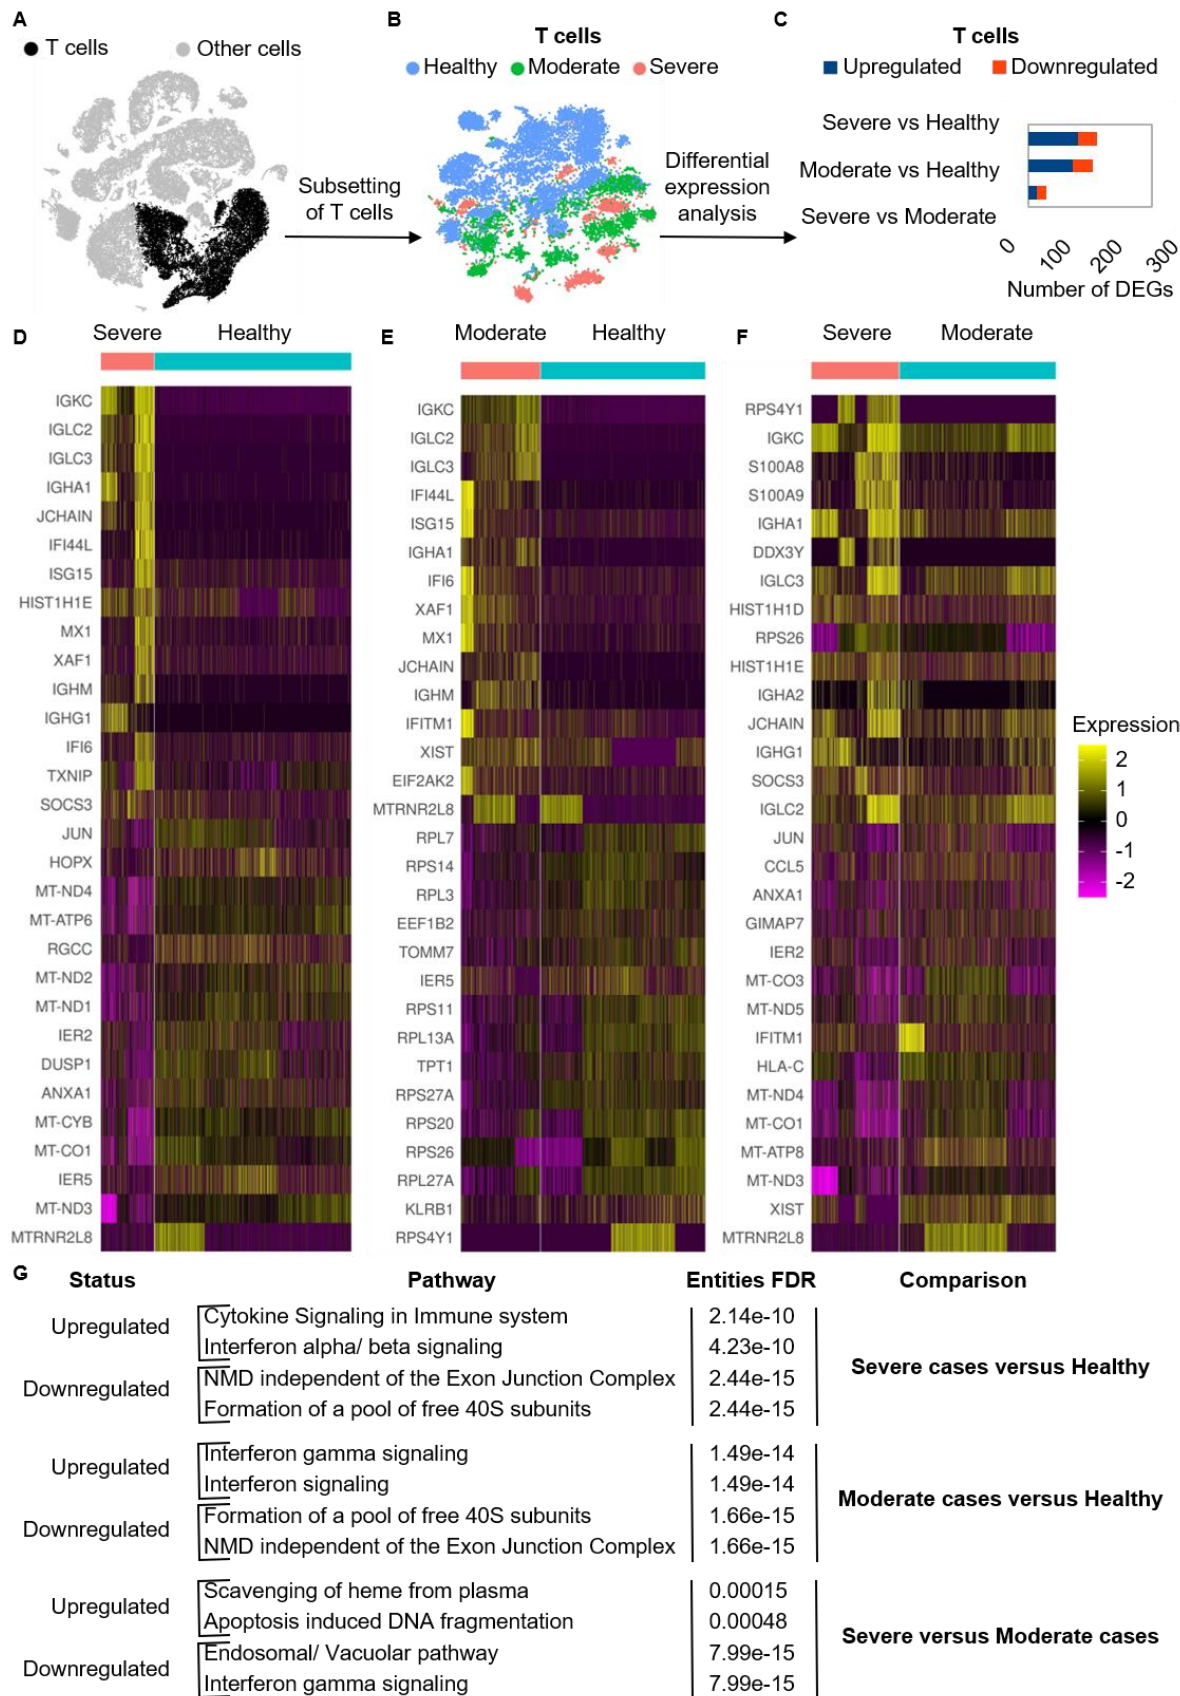 A
T cells
Other cells
Subsetting
of T cells
B
T cells
Healthy
Moderate
Severe
Differential
expression
analysis
C
T cells
Upregulated
Downregulated
Severe vs Healthy
Moderate vs Healthy
Severe vs Moderate
0
100
200
300
Number of DEGs
D
Severe
Healthy
IGKC
IGLC2
IGLC3
IGHA1
JCHAIN
IFI44L
ISG15
HIST1H1E
MX1
XAF1
IGHM
IGHG1
IFI6
TXNIP
SOCS3
JUN
HOPX
MT-ND4
MT-ATP6
RGCC
MT-ND2
MT-ND1
IER2
DUSP1
ANXA1
MT-CYB
MT-CO1
IER5
MT-ND3
MTRNR2L8
E
Moderate
Healthy
IGKC
IGLC2
IGLC3
IFI44L
ISG15
IGHA1
IFI6
XAF1
MX1
JCHAIN
IGHM
IFITM1
XIST
EIF2AK2
MTRNR2L8
RPL7
RPS14
RPL3
EEF1B2
TOMM7
IER5
RPS11
RPL13A
TPT1
RPS27A
RPS20
RPS26
RPL27A
KLRB1
RPS4Y1
F
Severe
Moderate
RPS4Y1
IGKC
S100A8
S100A9
IGHA1
DDX3Y
IGLC3
HIST1H1D
RPS26
HIST1H1E
IGHA2
JCHAIN
IGHG1
SOCS3
IGLC2
JUN
CCL5
ANXA1
GIMAP7
IER2
MT-CO3
MT-ND5
IFITM1
HLA-C
MT-ND4
MT-CO1
MT-ATP8
MT-ND3
XIST
MTRNR2L8
Expression
2
1
0
-1
-2
G
Status Pathway Entities FDR Comparison
Upregulated
Cytokine Signaling in Immune system 2.14e-10
Interferon alpha/ beta signaling 4.23e-10
Severe cases versus Healthy
Downregulated
NMD independent of the Exon Junction Complex 2.44e-15
Formation of a pool of free 40S subunits 2.44e-15
Upregulated
Interferon gamma signaling 1.49e-14
Interferon signaling 1.49e-14
Moderate cases versus Healthy
Downregulated
Formation of a pool of free 40S subunits 1.66e-15
NMD independent of the Exon Junction Complex 1.66e-15
Upregulated
Scavenging of heme from plasma 0.00015
Apoptosis induced DNA fragmentation 0.00048
Severe versus Moderate cases
Downregulated
Endosomal/ Vacuolar pathway 7.99e-15
Interferon gamma signaling 7.99e-15